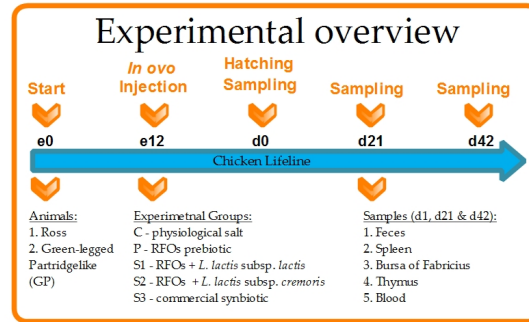 Experimental overview
Start
In ovo
Injection
Hatching
Sampling
Sampling
Sampling
e0
e12
d0
d21
d42
Chicken Lifeline
Animals:
1. Ross
2. Green-legged
Partridgelike
(GP)
Experimetnal Groups:
C - physiological salt
P - RFOs prebiotic
S1 - RFOs + L. lactis subsp. lactis
S2 - RFOs + L. lactis subsp. cremoris
S3 - commercial synbiotic
Samples (d1, d21 & d42):
1. Feces
2. Spleen
3. Bursa of Fabricius
4. Thymus
5. Blood